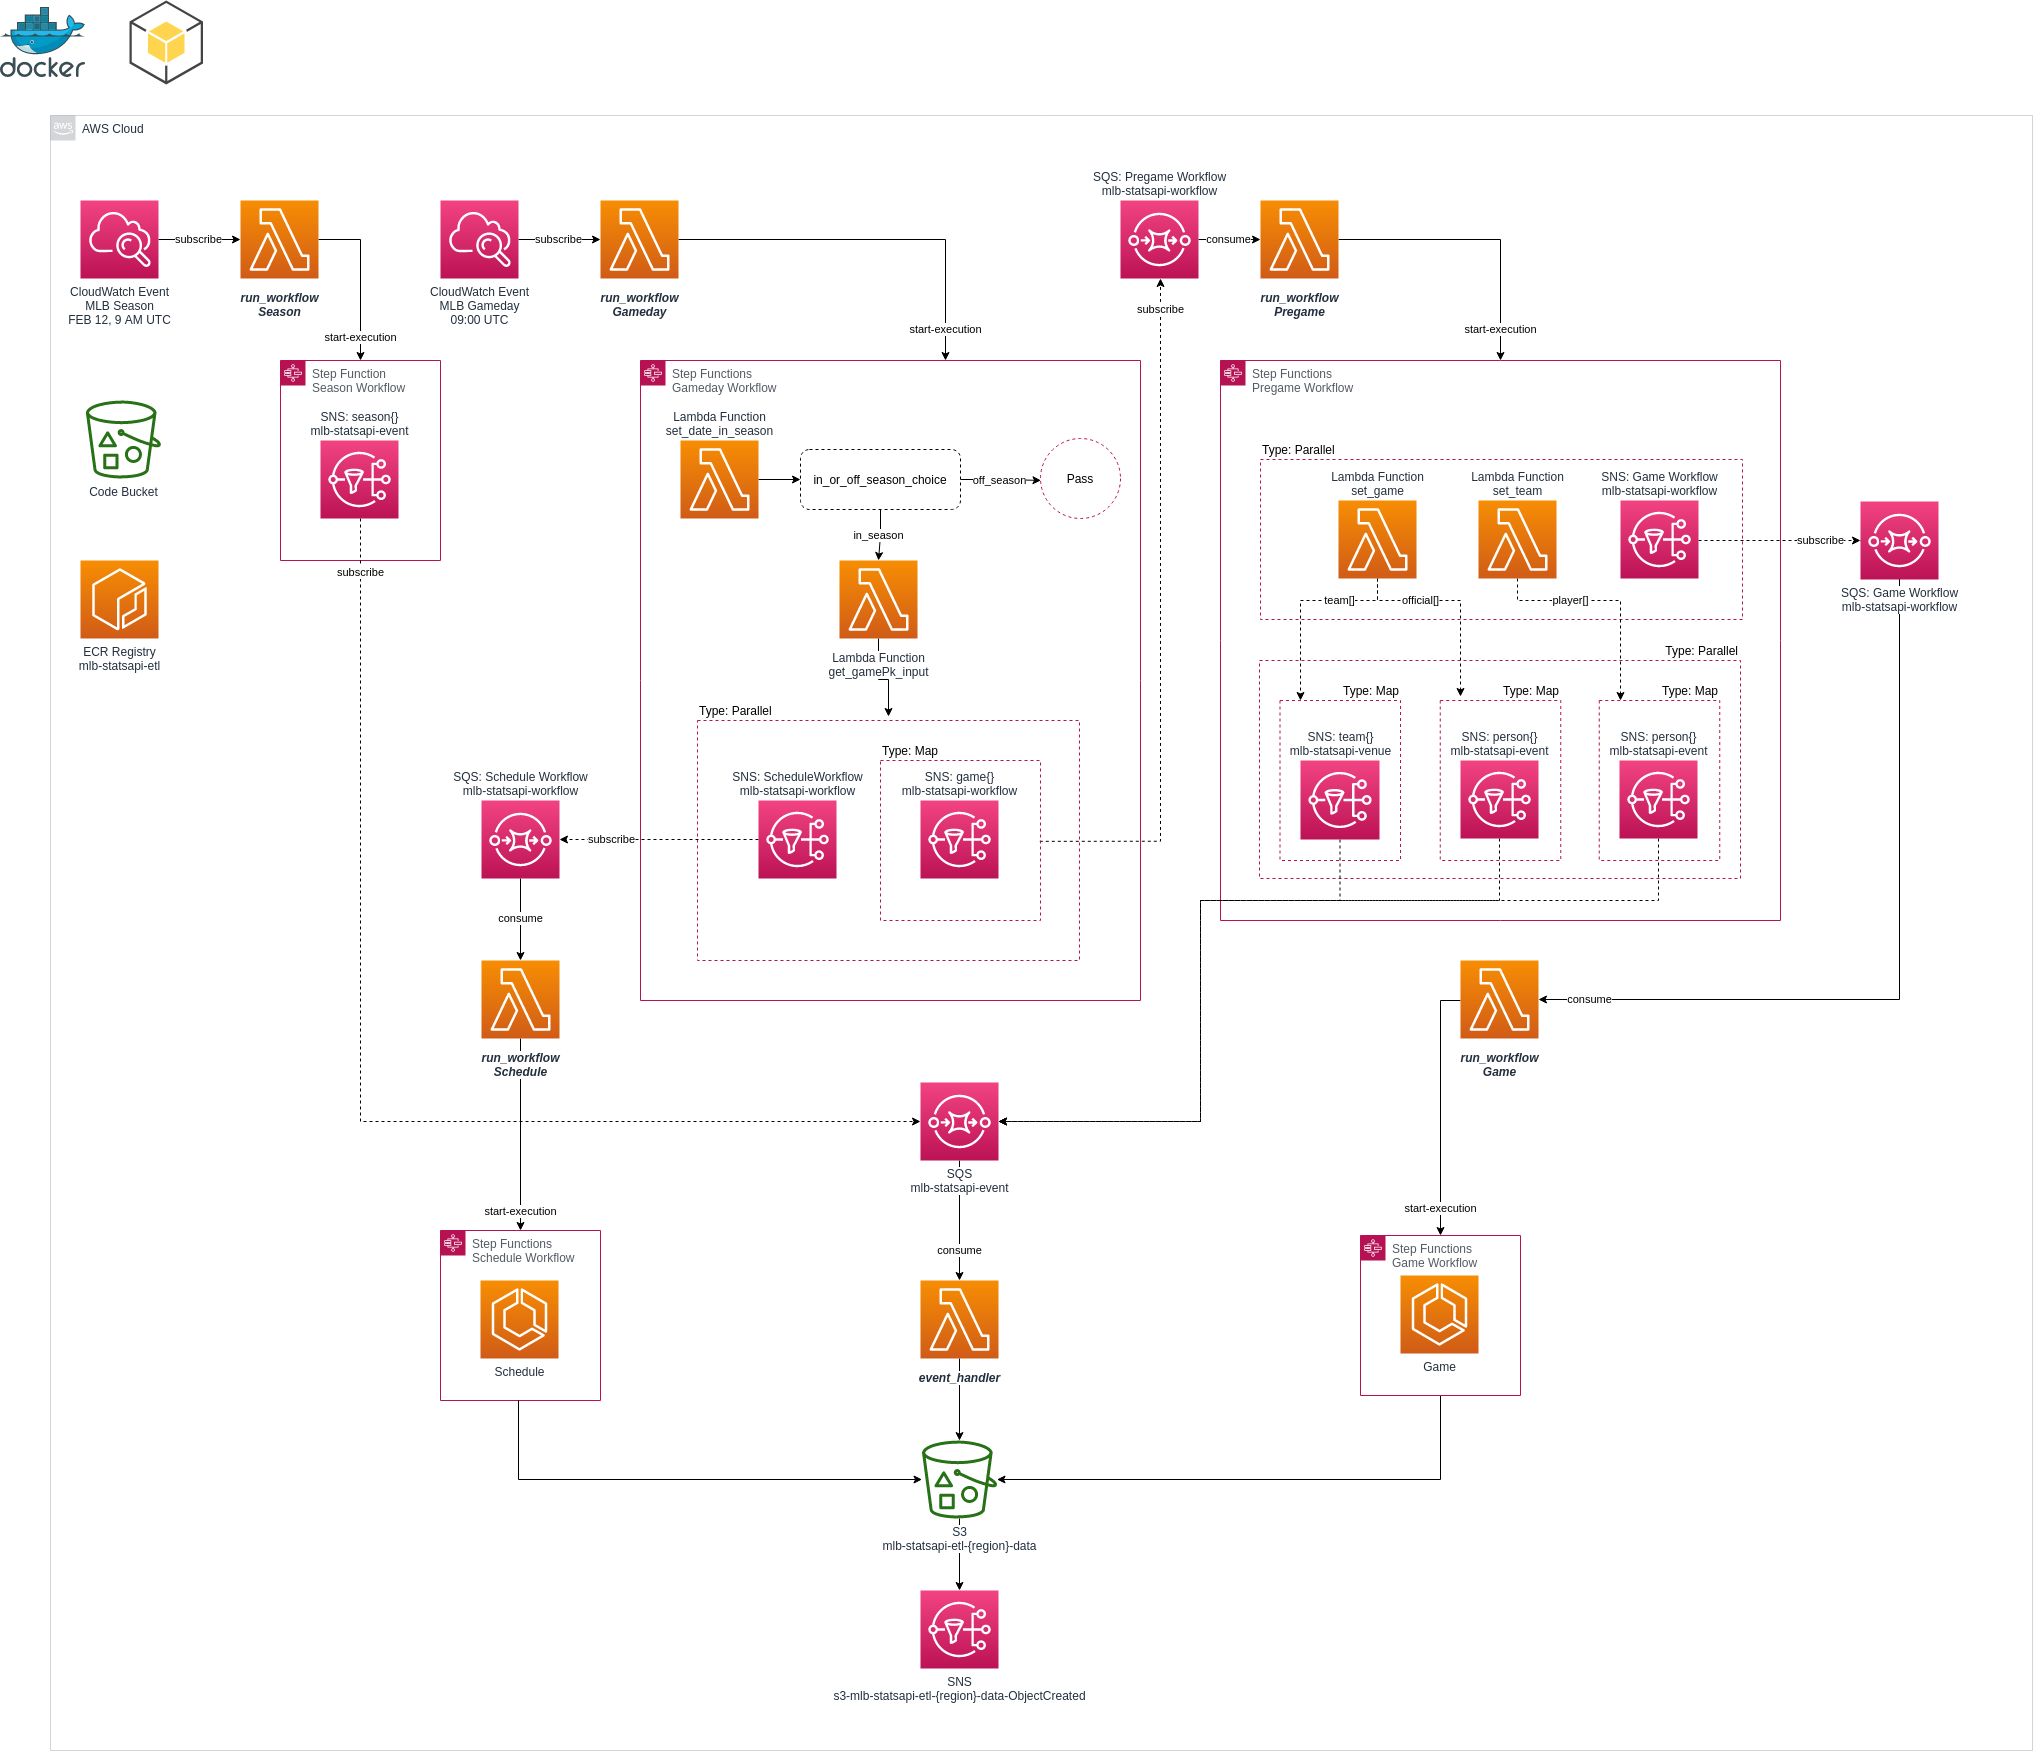 docker
aws
AWS Cloud
CloudWatch Event
MLB Season
FEB 12, 9 AM UTC
subscribe
run_workflow
Season
start-execution
CloudWatch Event
MLB Gameday
09:00 UTC
subscribe
run_workflow
Gameday
start-execution
SQS: Pregame Workflow
mlb-statsapi-workflow
consume
subscribe
run_workflow
Pregame
start-execution
Code Bucket
ECR Registry
mlb-statsapi-etl
Step Function
Season Workflow
SNS: season{}
mlb-statsapi-event
subscribe
Step Functions
Gameday Workflow
Lambda Function
set_date_in_season
in_or_off_season_choice
off_season
Pass
in_season
Lambda Function
get_gamePk_input
Type: Parallel
SNS: ScheduleWorkflow
mlb-statsapi-workflow
Type: Map
SNS: game{}
mlb-statsapi-workflow
subscribe
SQS: Schedule Workflow
mlb-statsapi-workflow
consume
run_workflow
Schedule
start-execution
Step Functions
Pregame Workflow
Type: Parallel
Lambda Function
set_game
Lambda Function
set_team
SNS: Game Workflow
mlb-statsapi-workflow
subscribe
team[]
official[]
player[]
Type: Parallel
Type: Map
SNS: team{}
mlb-statsapi-venue
Type: Map
SNS: person{}
mlb-statsapi-event
Type: Map
SNS: person{}
mlb-statsapi-event
SQS: Game Workflow
mlb-statsapi-workflow
consume
run_workflow
Game
start-execution
SQS
mlb-statsapi-event
consume
event_handler
Step Functions
Schedule Workflow
Schedule
Step Functions
Game Workflow
Game
S3
mlb-statsapi-etl-{region}-data
SNS
s3-mlb-statsapi-etl-{region}-data-ObjectCreated